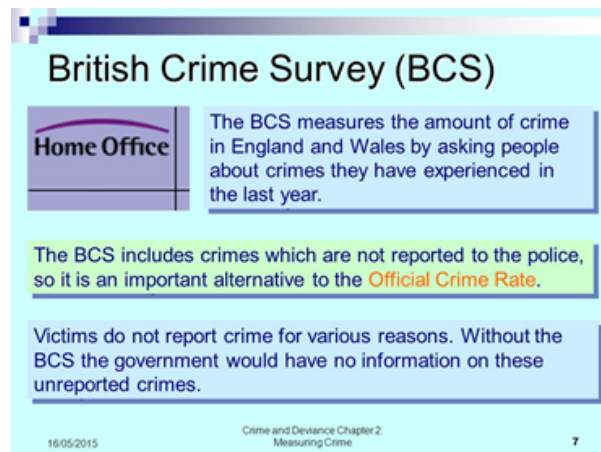 British Crime Survey (BCS)
Home Office
The BCS measures the amount of crime
in England and Wales by asking people
about crimes they have experienced in
the last year.
The BCS includes crimes which are not reported to the police,
so it is an important alternative to the Official Crime Rate.
Victims do not report crime for various reasons. Without the
BCS the government would have no information on these
unreported crimes.
16/05/2015
Crime and Deviance Chapter 2:
Measuring Crime
7